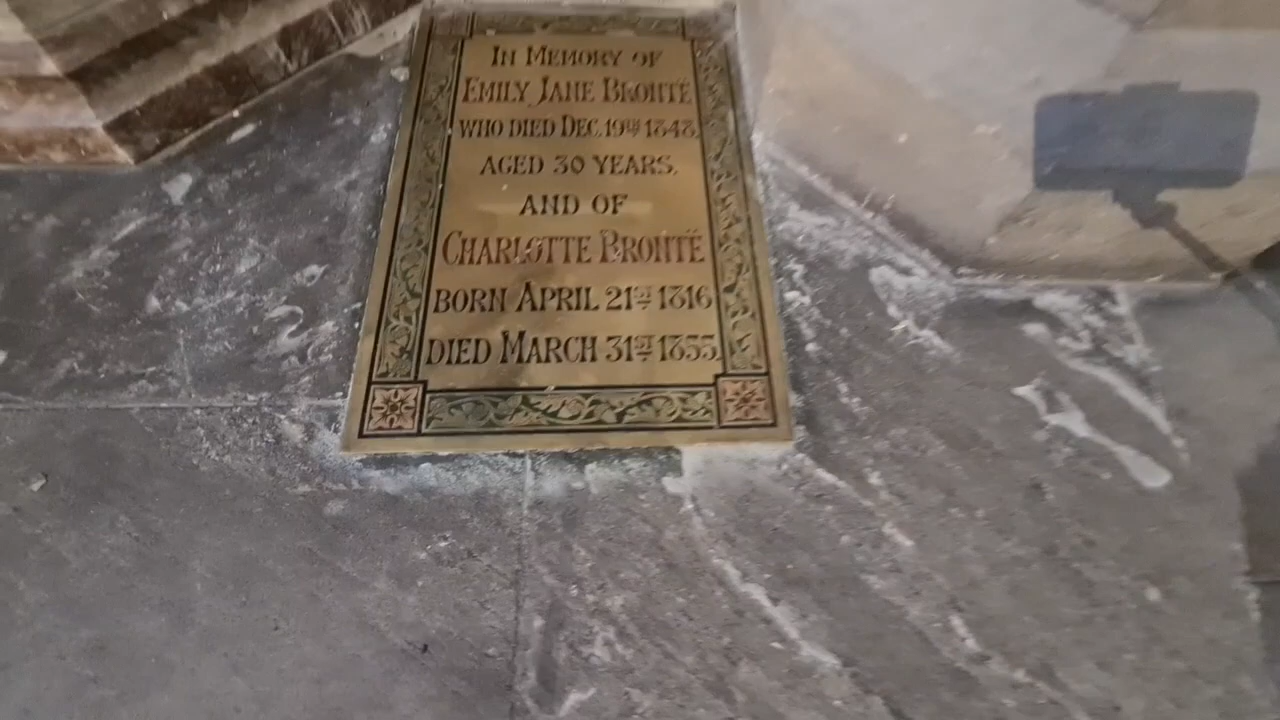 IN MEMORY OF
EMILY JANE BRONTË
WHO DIED DEC. 19TH 1848,
AGED 30 YEARS,
AND OF
CHARLOTTE BRONTË
BORN APRIL 21ST 1816
DIED MARCH 31ST 1855.